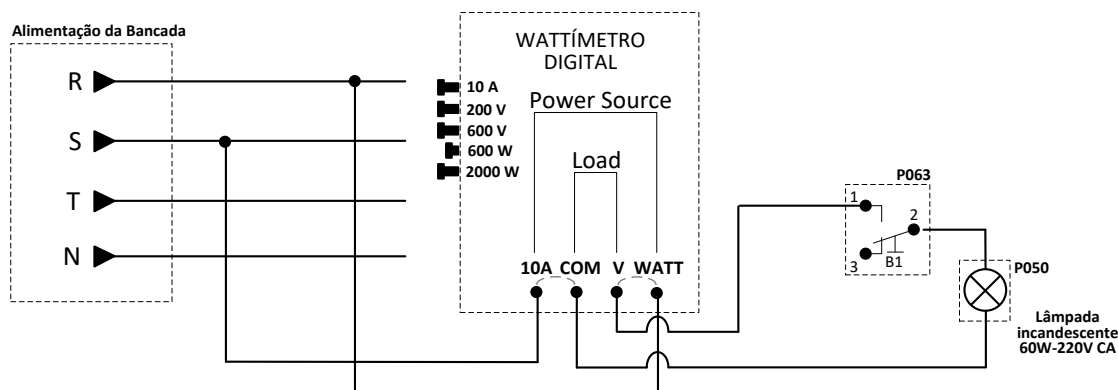 Alimentação da Bancada
R
S
T
N
WATTÍMETRO
DIGITAL
10 A
200 V
600 V
600 W
2000 W
Power Source
Load
10A COM V WATT
P063
1
2
3
B1
P050
Lâmpada
incandescente
60W-220V CA